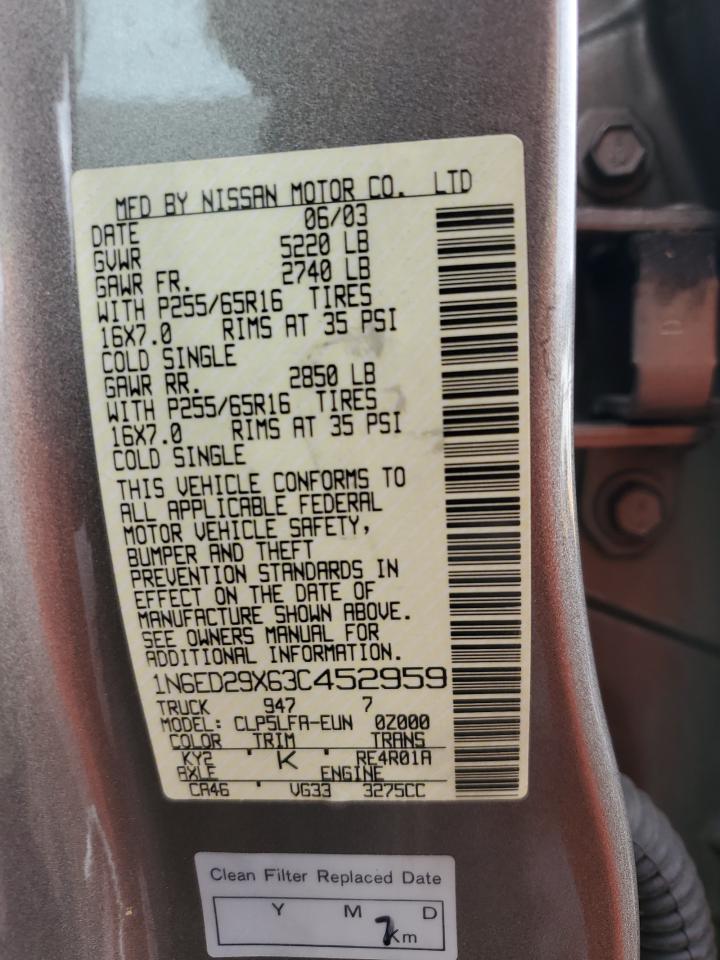 MFD BY NISSAN MOTOR CO. LTD
DATE 06/03
GVWR 5220 LB
GAWR FR. 2740 LB
WITH P255/65R16 TIRES
16X7.0 RIMS AT 35 PSI
COLD SINGLE
GAWR RR. 2850 LB
WITH P255/65R16 TIRES
16X7.0 RIMS AT 35 PSI
COLD SINGLE
THIS VEHICLE CONFORMS TO
ALL APPLICABLE FEDERAL
MOTOR VEHICLE SAFETY,
BUMPER AND THEFT
PREVENTION STANDARDS IN
EFFECT ON THE DATE OF
MANUFACTURE SHOWN ABOVE.
SEE OWNERS MANUAL FOR
ADDITIONAL INFORMATION.
1N6ED29X63C452959
TRUCK 947 7
MODEL: CLP5LFA-EUN 0Z000
COLOR TRIM TRANS
KY2 ' K ' RE4R01A
AXLE ENGINE
CA46 ' VG33 3275CC
Clean Filter Replaced Date
Y M D
7 Km